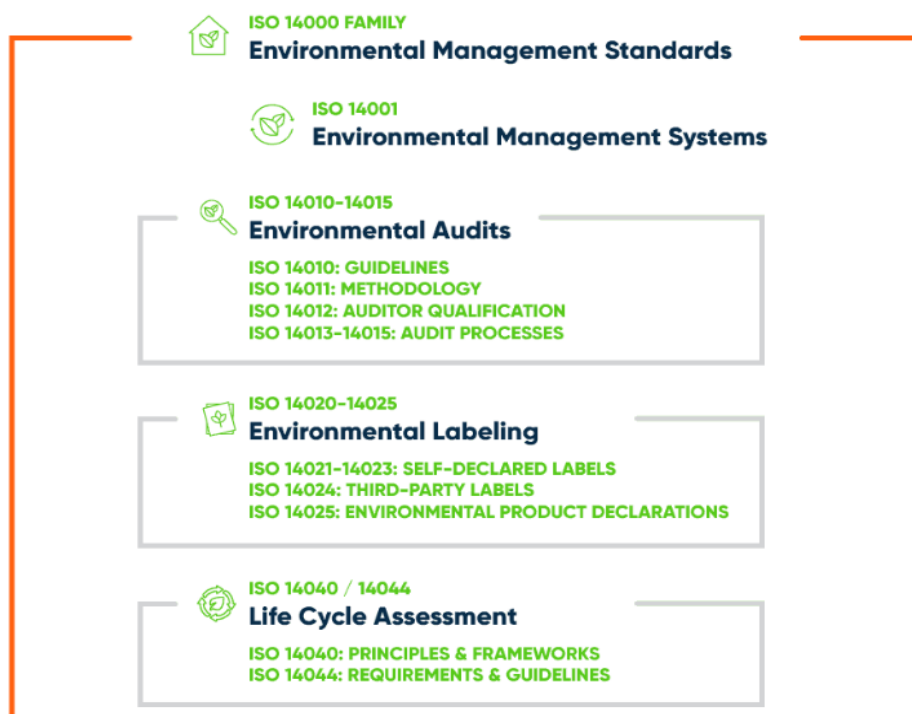 ISO 14000 FAMILY
Environmental Management Standards
ISO 14001
Environmental Management Systems
ISO 14010-14015
Environmental Audits
ISO 14010: GUIDELINES
ISO 14011: METHODOLOGY
ISO 14012: AUDITOR QUALIFICATION
ISO 14013-14015: AUDIT PROCESSES
ISO 14020-14025
Environmental Labeling
ISO 14021-14023: SELF-DECLARED LABELS
ISO 14024: THIRD-PARTY LABELS
ISO 14025: ENVIRONMENTAL PRODUCT DECLARATIONS
ISO 14040 / 14044
Life Cycle Assessment
ISO 14040: PRINCIPLES & FRAMEWORKS
ISO 14044: REQUIREMENTS & GUIDELINES